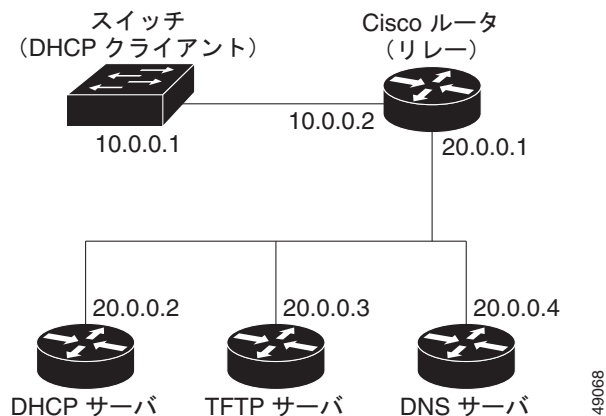 スイッチ
（DHCP クライアント）
Cisco ルータ
（リレー）
10.0.0.1
10.0.0.2
20.0.0.1
20.0.0.2
20.0.0.3
20.0.0.4
DHCP サーバ
TFTP サーバ
DNS サーバ
49068